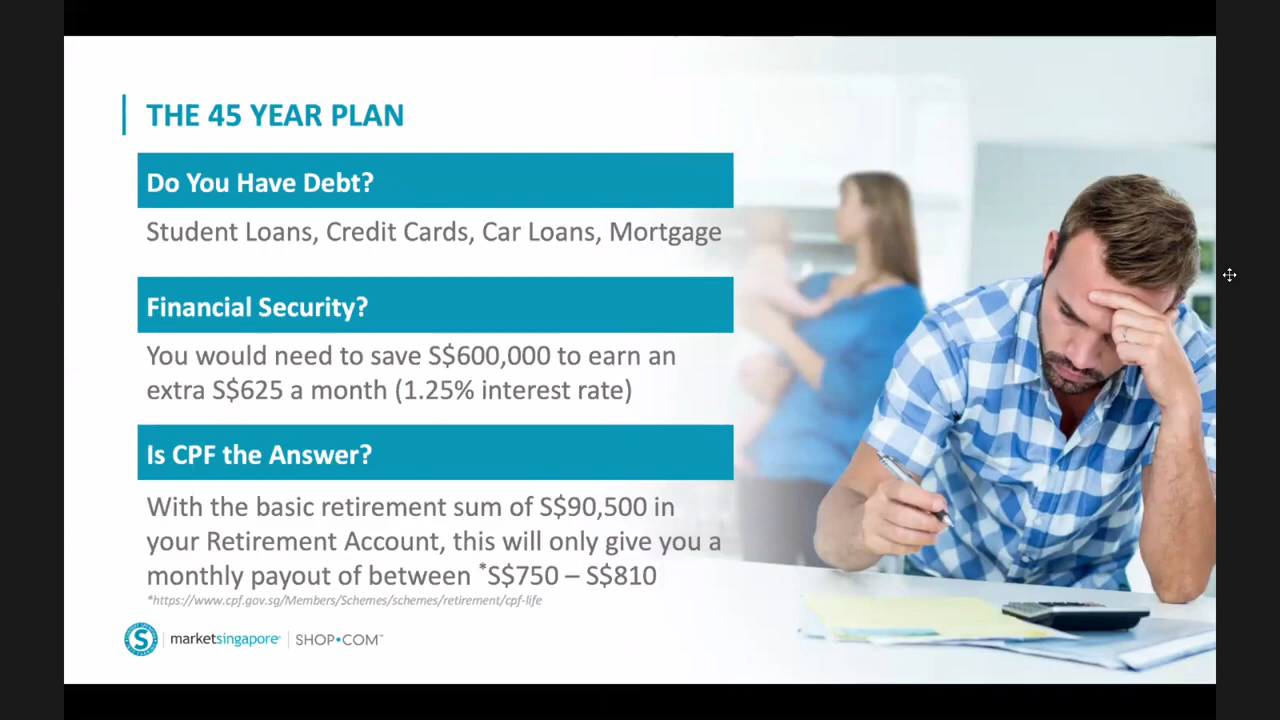 THE 45 YEAR PLAN
Do You Have Debt?
Student Loans, Credit Cards, Car Loans, Mortgage
Financial Security?
You would need to save S$600,000 to earn an
extra S$625 a month (1.25% interest rate)
Is CPF the Answer?
With the basic retirement sum of S$90,500 in
your Retirement Account, this will only give you a
monthly payout of between *S$750 – S$810
*https://www.cpf.gov.sg/Members/Schemes/schemes/retirement/cpf-life
S marketsingapore SHOP•COM™